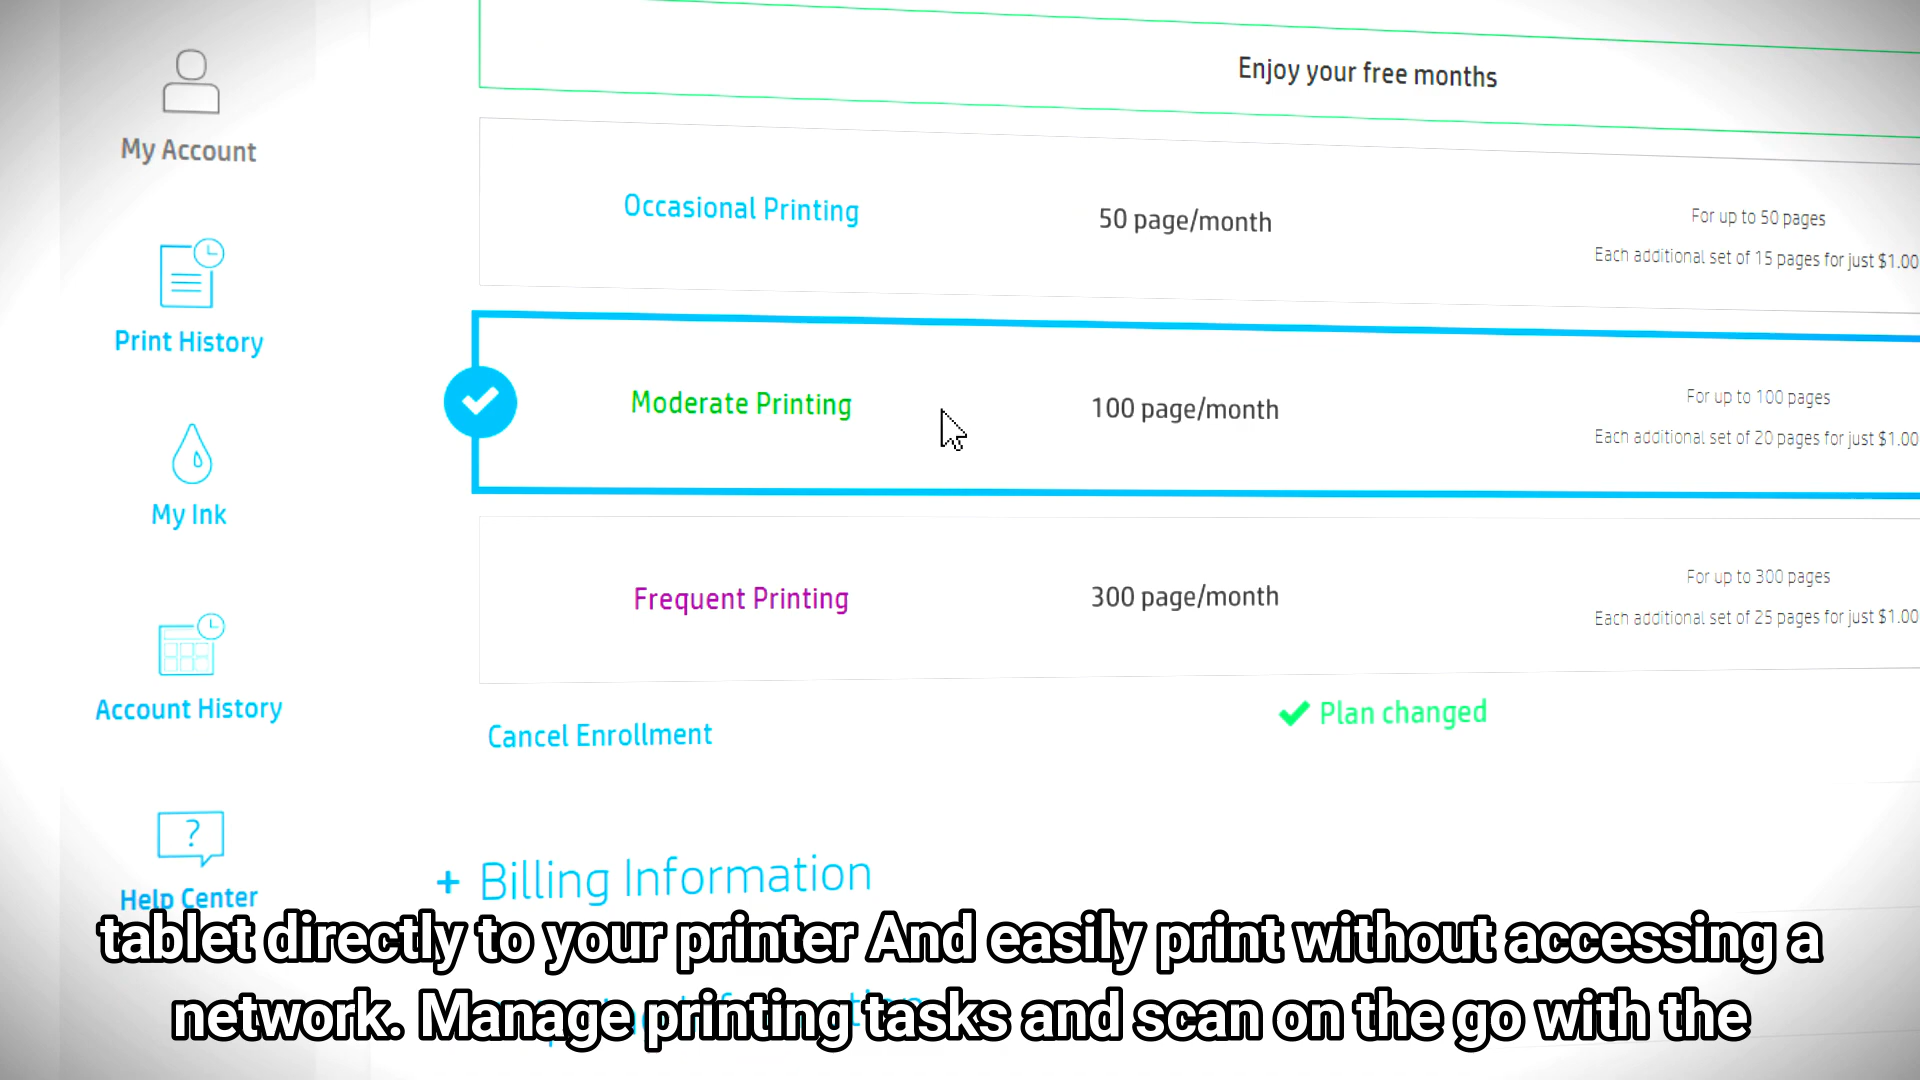 Enjoy your free months
My Account
Occasional Printing
50 page/month
For up to 50 pages
Each additional set of 15 pages for just $1.00
Print History
Moderate Printing
100 page/month
For up to 100 pages
Each additional set of 20 pages for just $1.00
My Ink
Frequent Printing
300 page/month
For up to 300 pages
Each additional set of 25 pages for just $1.00
Account History
Cancel Enrollment
Plan changed
? 
Help Center
+ Billing Information
tablet directly to your printer And easily print without accessing a
network. Manage printing tasks and scan on the go with the